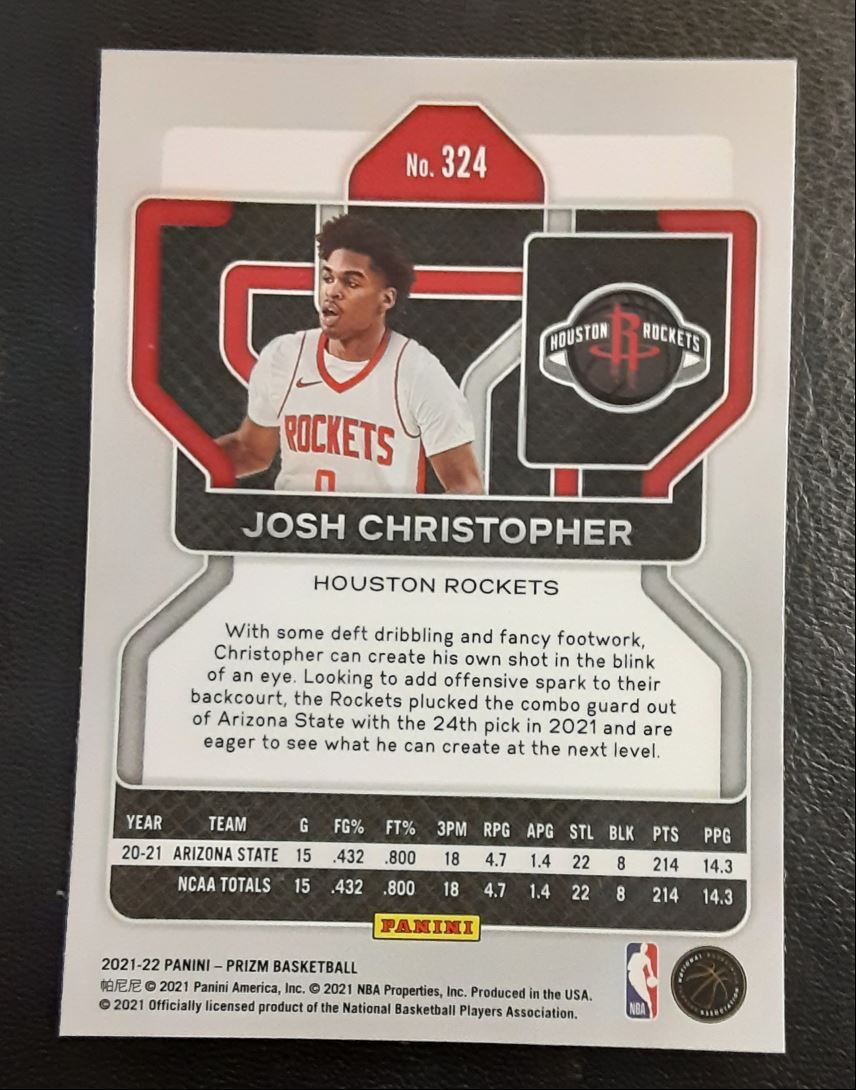 No. 324
HOUSTON ROCKETS
ROCKETS
0
JOSH CHRISTOPHER
HOUSTON ROCKETS
With some deft dribbling and fancy footwork,
Christopher can create his own shot in the blink
of an eye. Looking to add offensive spark to their
backcourt, the Rockets plucked the combo guard out
of Arizona State with the 24th pick in 2021 and are
eager to see what he can create at the next level.
YEAR TEAM G FG% FT% 3PM RPG APG STL BLK PTS PPG
20-21 ARIZONA STATE 15 .432 .800 18 4.7 1.4 22 8 214 14.3
NCAA TOTALS 15 .432 .800 18 4.7 1.4 22 8 214 14.3
PANINI
2021-22 PANINI – PRIZM BASKETBALL
帕尼尼 © 2021 Panini America, Inc. © 2021 NBA Properties, Inc. Produced in the USA.
© 2021 Officially licensed product of the National Basketball Players Association.
NBA